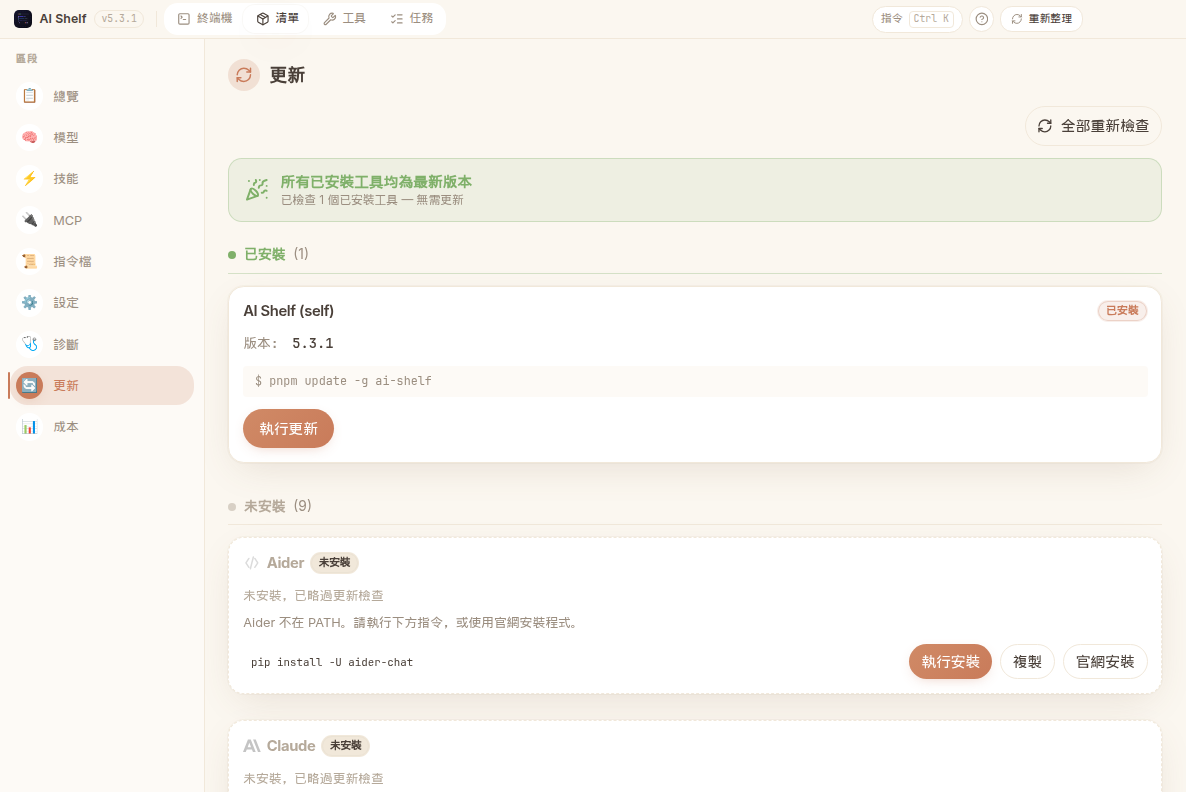 AI Shelf v5.3.1 終端機 清單 工具 任務 指令 Ctrl K 重新整理
區段
總覽
模型
技能
MCP
指令檔
設定
診斷
更新
成本
更新
全部重新檢查
所有已安裝工具均為最新版本
已檢查 1 個已安裝工具 — 無需更新
已安裝 (1)
AI Shelf (self) 已安裝
版本: 5.3.1
$ pnpm update -g ai-shelf
執行更新
未安裝 (9)
Aider 未安裝
未安裝，已略過更新檢查
Aider 不在 PATH。請執行下方指令，或使用官網安裝程式。
pip install -U aider-chat 執行安裝 複製 官網安裝
Claude 未安裝
未安裝，已略過更新檢查